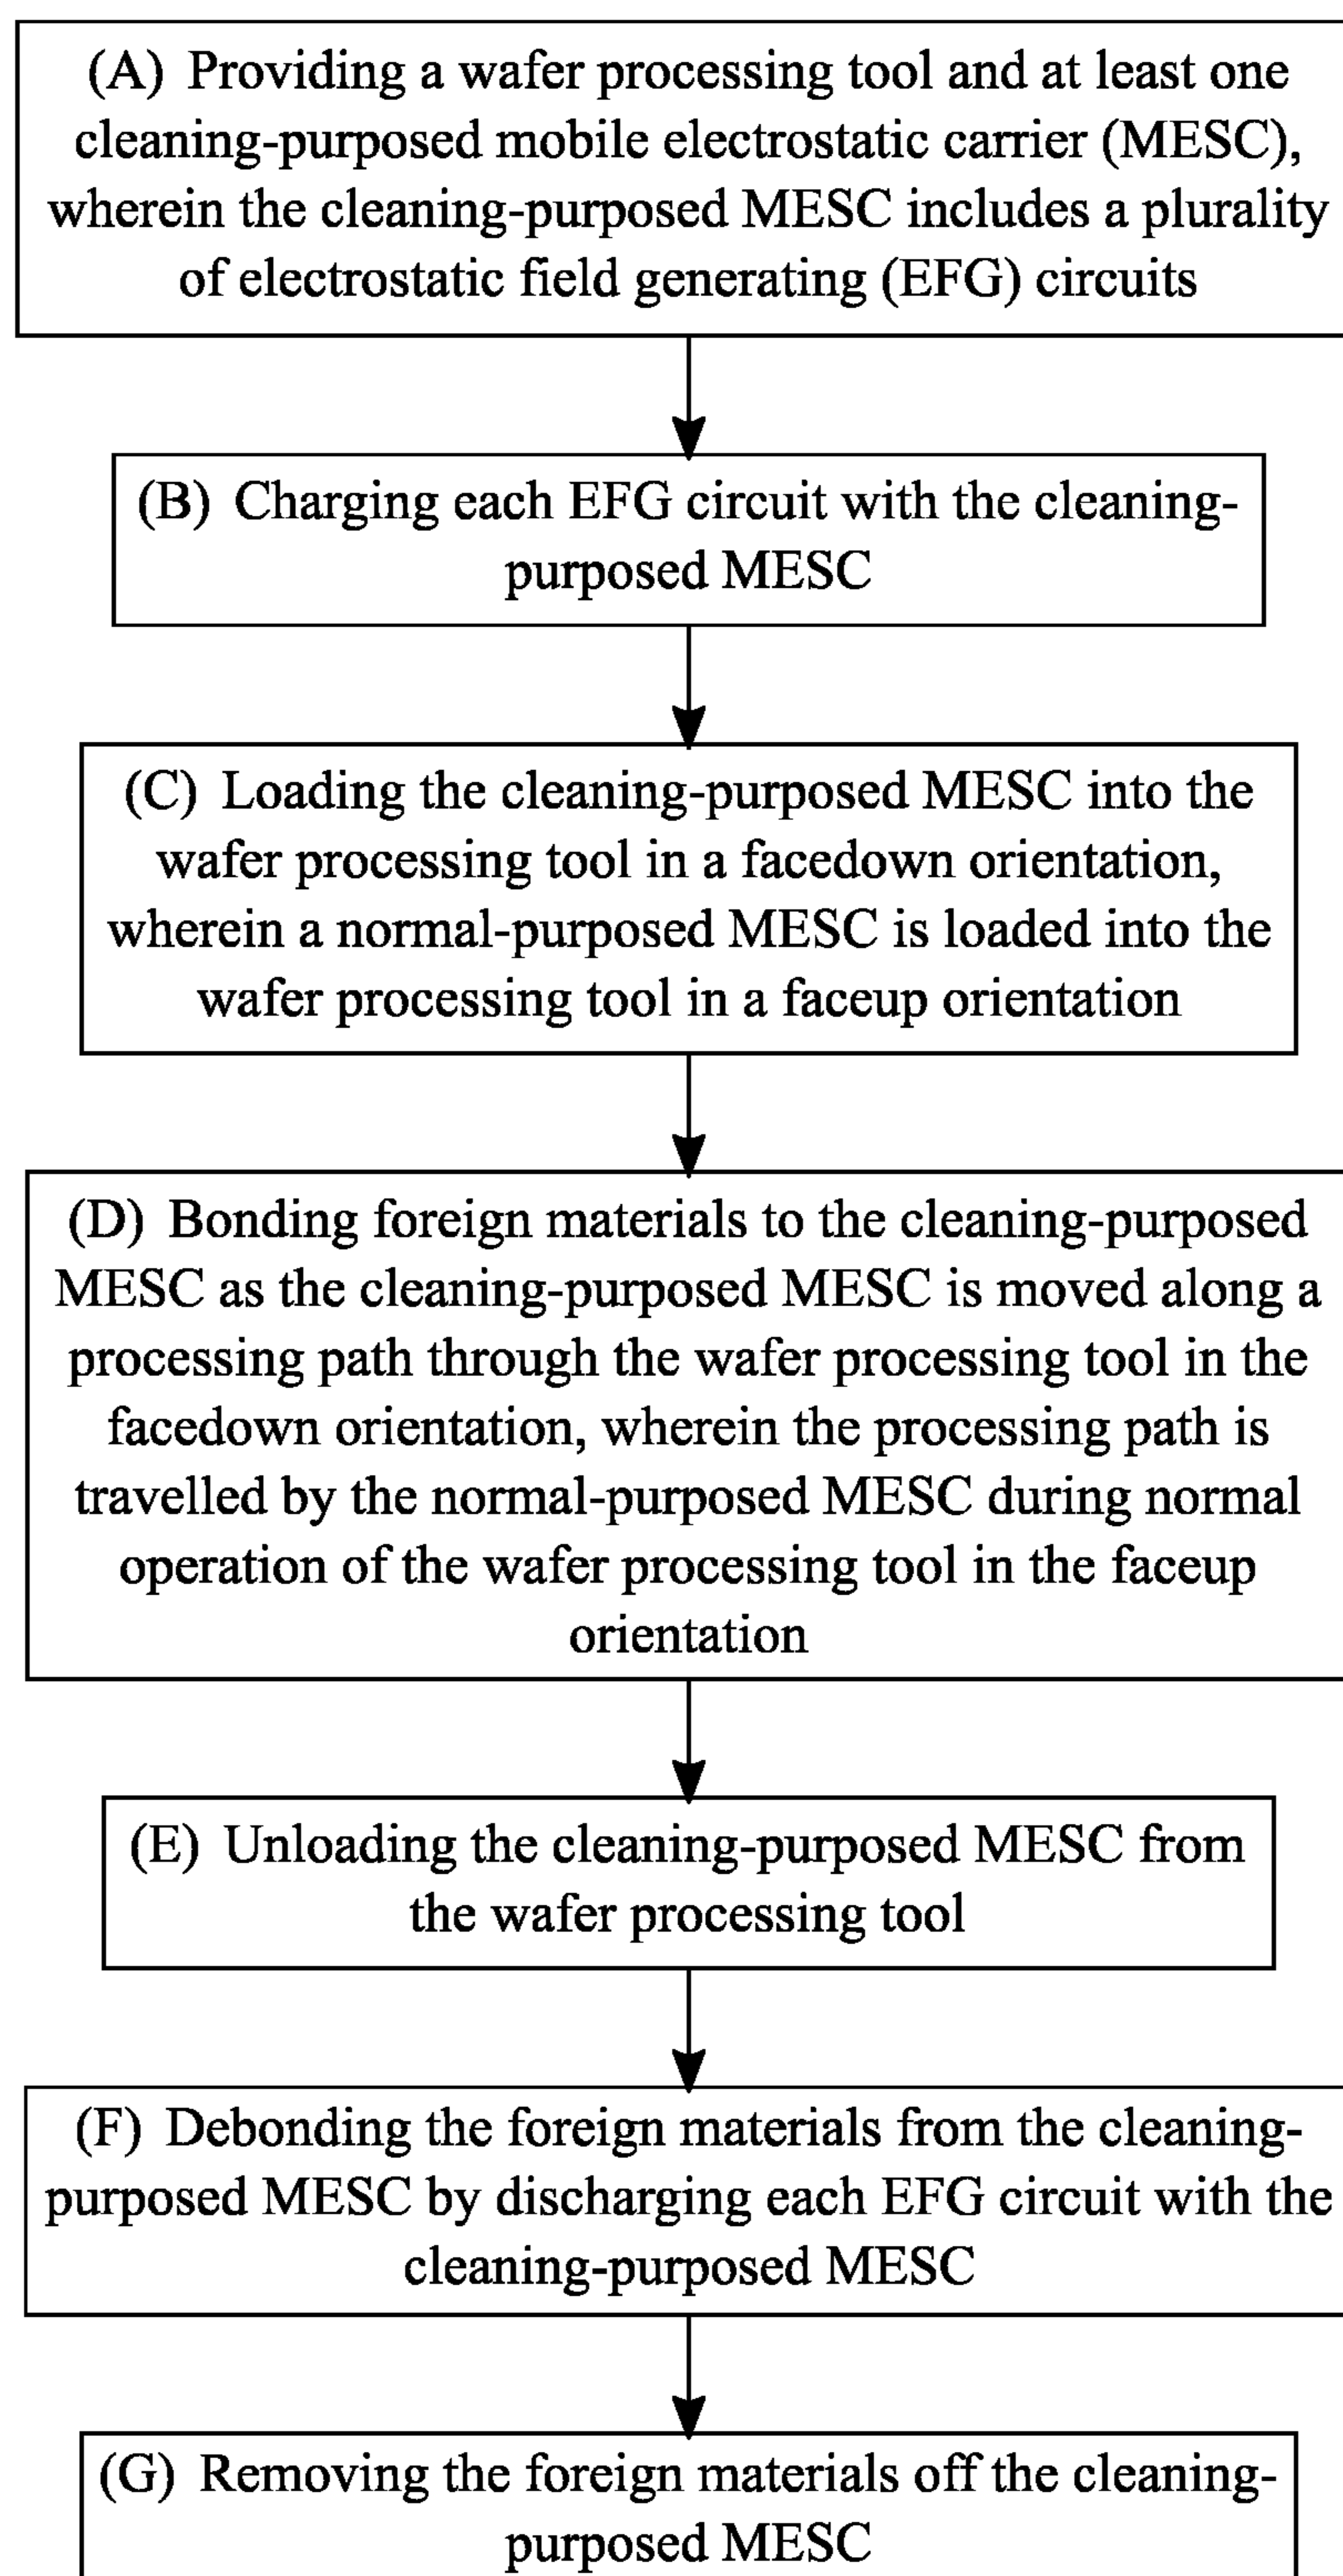 (A) Providing a wafer processing tool and at least one
cleaning-purposed mobile electrostatic carrier (MESC),
wherein the cleaning-purposed MESC includes a plurality
of electrostatic field generating (EFG) circuits
(B) Charging each EFG circuit with the cleaning-
purposed MESC
(C) Loading the cleaning-purposed MESC into the
wafer processing tool in a facedown orientation,
wherein a normal-purposed MESC is loaded into the
wafer processing tool in a faceup orientation
(D) Bonding foreign materials to the cleaning-purposed
MESC as the cleaning-purposed MESC is moved along a
processing path through the wafer processing tool in the
facedown orientation, wherein the processing path is
travelled by the normal-purposed MESC during normal
operation of the wafer processing tool in the faceup
orientation
(E) Unloading the cleaning-purposed MESC from
the wafer processing tool
(F) Debonding the foreign materials from the cleaning-
purposed MESC by discharging each EFG circuit with the
cleaning-purposed MESC
(G) Removing the foreign materials off the cleaning-
purposed MESC